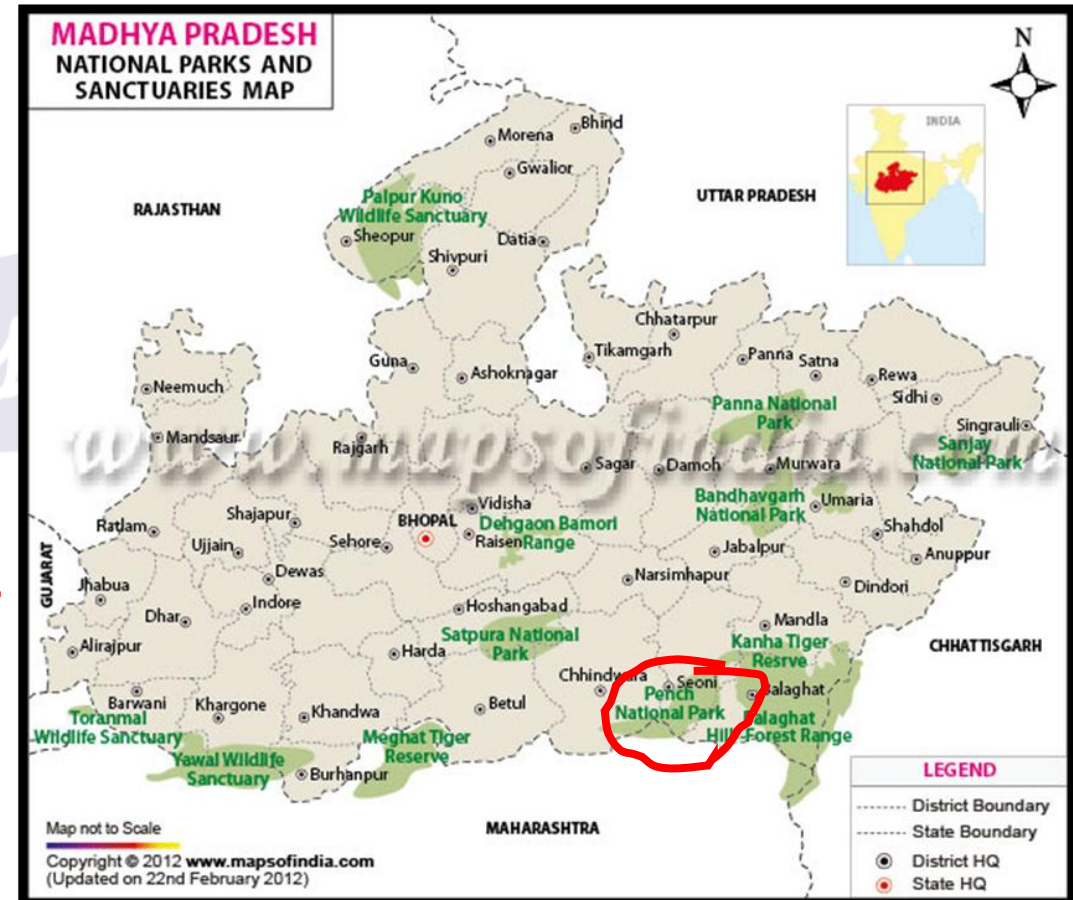 MADHYA PRADESH
NATIONAL PARKS AND
SANCTUARIES MAP
N
INDIA
Bhind
Morena
Gwalior
RAJASTHAN
UTTAR PRADESH
Palpur Kuno
Wildlife Sanctuary
Sheopur
Datia
Shivpuri
Chhatarpur
Tikamgarh
Panna
Satna
Guna
Ashoknagar
Rewa
Neemuch
Sidhi
Panna National
Park
Singrauli
Mandsaur
Rajgarh
Sanjay
National Park
www.mapsofindia.com
Sagar
Damoh
Murwara
Bandhavgarh
National Park
Umaria
Vidisha
Shajapur
BHOPAL
Dehgaon Bamori
Range
Ratlam
Ujjain
Sehore
Raisen
Shahdol
Jabalpur
Anuppur
GUJARAT
Dewas
Narsimhapur
Jhabua
Dindori
Indore
Hoshangabad
Dhar
Mandla
Satpura National
Park
Kanha Tiger
Resrve
Alirajpur
Harda
CHHATTISGARH
Chhindwara
Seoni
Balaghat
Barwani
Khargone
Khandwa
Betul
Pench
National Park
Toranmal
Wildlife Sanctuary
Balaghat
Hill Forest Range
Meghat Tiger
Reserve
Yawal Wildlife
Sanctuary
Burhanpur
LEGEND
District Boundary
State Boundary
District HQ
State HQ
MAHARASHTRA
Map not to Scale
Copyright © 2012 www.mapsofindia.com
(Updated on 22nd February 2012)